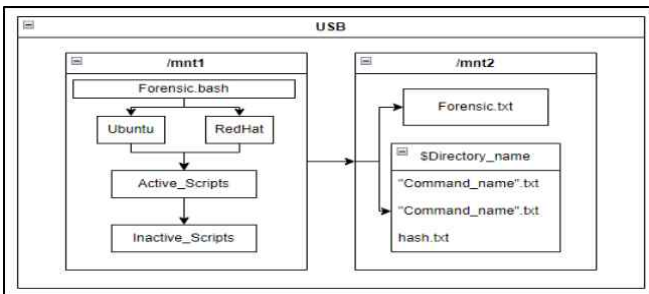 USB
/mnt1
Forensic.bash
Ubuntu
RedHat
Active_Scripts
Inactive_Scripts
/mnt2
Forensic.txt
$Directory_name
"Command_name".txt
"Command_name".txt
hash.txt